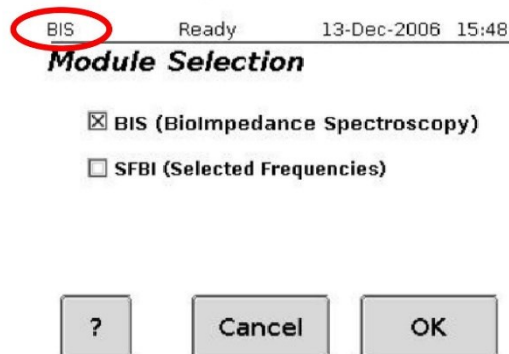 BIS Ready 13-Dec-2006 15:48
Module Selection
BIS (BioImpedance Spectroscopy)
SFBI (Selected Frequencies)
? Cancel OK